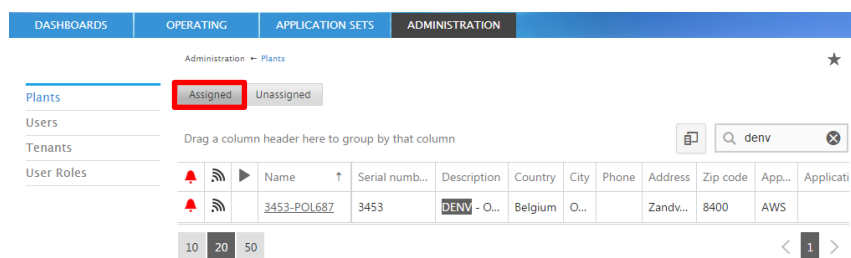 DASHBOARDS OPERATING APPLICATION SETS ADMINISTRATION
Administration ← Plants
Plants
Assigned Unassigned
Users
Tenants
User Roles
Drag a column header here to group by that column denv
Name ↑ Serial numb... Description Country City Phone Address Zip code App... Applicati
3453-POL687 3453 DENV - O... Belgium O... Zandv... 8400 AWS
10 20 50 < 1 >